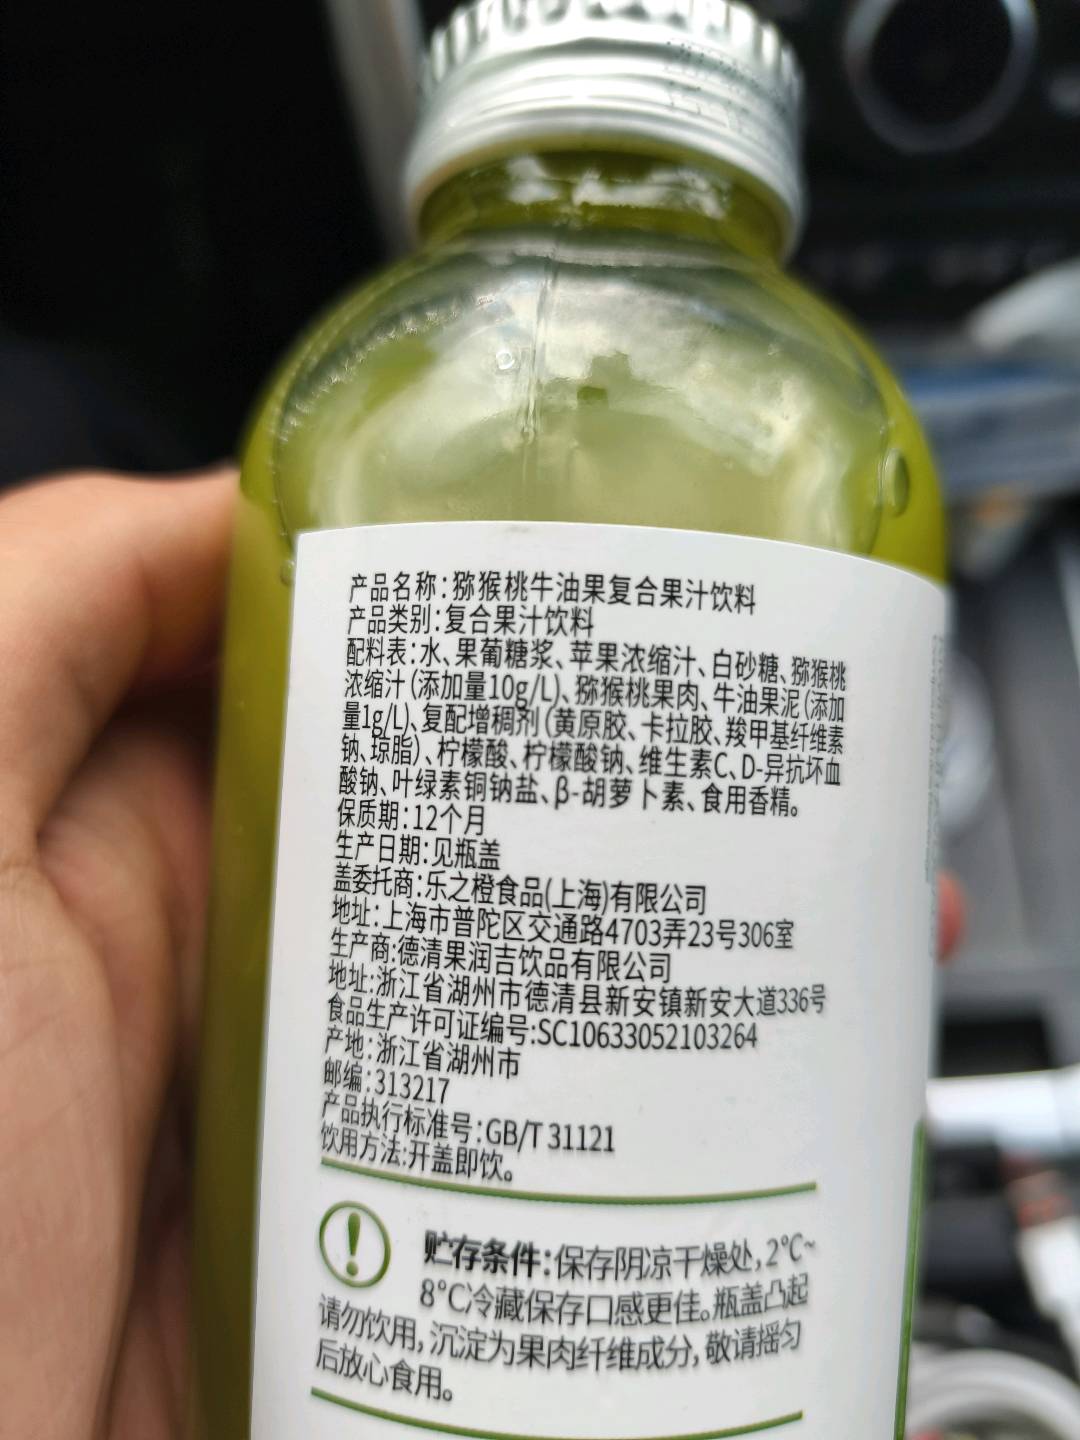 产品名称:猕猴桃牛油果复合果汁饮料
产品类别:复合果汁饮料
配料表:水、果葡糖浆、苹果浓缩汁、白砂糖、猕猴桃
浓缩汁(添加量10g/L)、猕猴桃果肉、牛油果泥(添加
量1g/L)、复配增稠剂(黄原胶、卡拉胶、羧甲基纤维素
钠、琼脂)、柠檬酸、柠檬酸钠、维生素C、D-异抗坏血
酸钠、叶绿素铜钠盐、β-胡萝卜素、食用香精。
保质期:12个月
生产日期:见瓶盖
盖委托商:乐之橙食品(上海)有限公司
地址:上海市普陀区交通路4703弄23号306室
生产商:德清果润吉饮品有限公司
地址:浙江省湖州市德清县新安镇新安大道336号
食品生产许可证编号:SC10633052103264
产地:浙江省湖州市
邮编:313217
产品执行标准号:GB/T 31121
饮用方法:开盖即饮。
贮存条件:保存阴凉干燥处,2℃~
8℃冷藏保存口感更佳。瓶盖凸起
请勿饮用,沉淀为果肉纤维成分,敬请摇匀
后放心食用。